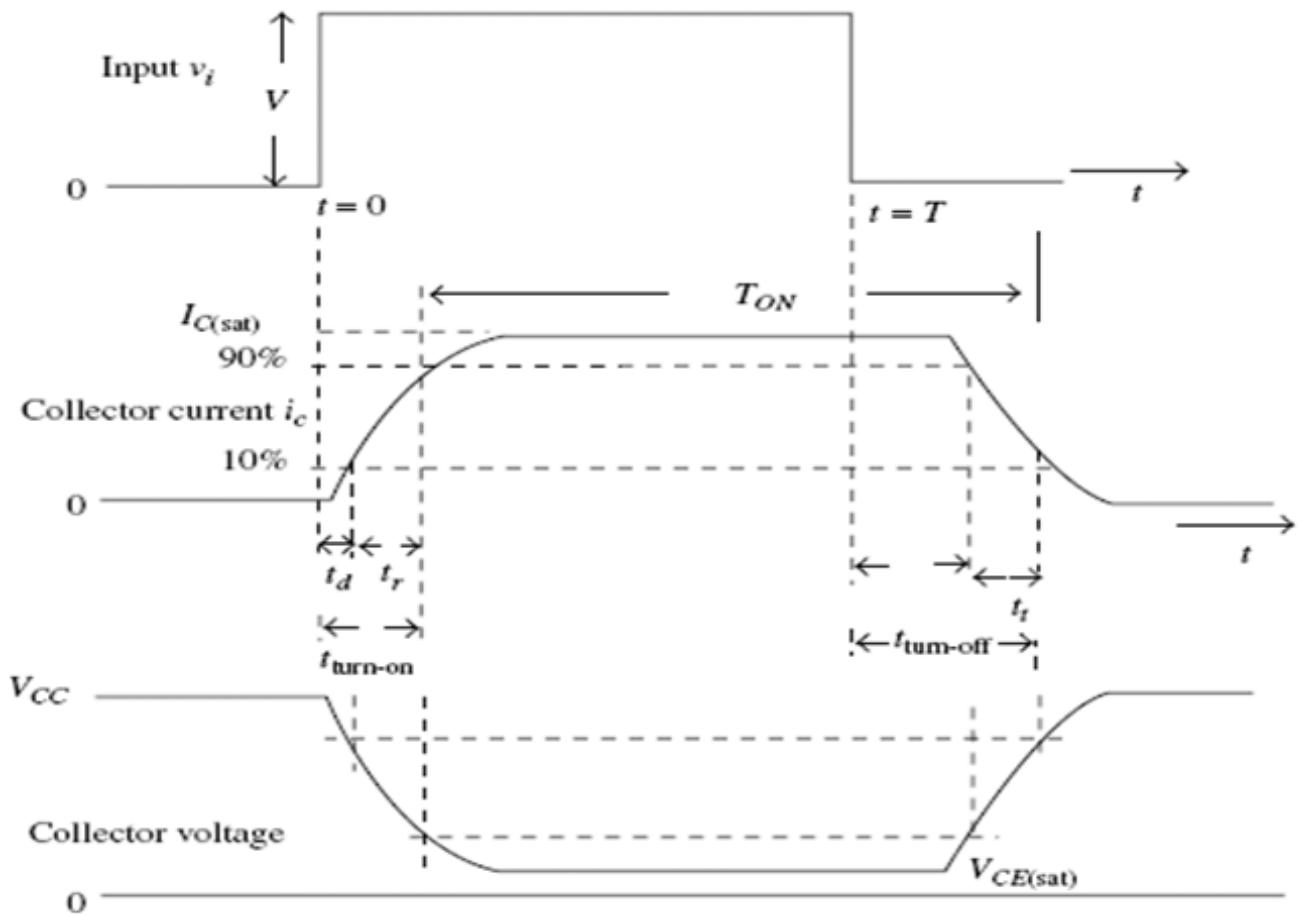 Input vᵢ
V
0
t = 0
t = T
t
T_ON
I_C(sat)
90%
Collector current i_c
10%
0
t
t_d
t_r
t_t
t_turn-on
t_turn-off
V_CC
Collector voltage
V_CE(sat)
0